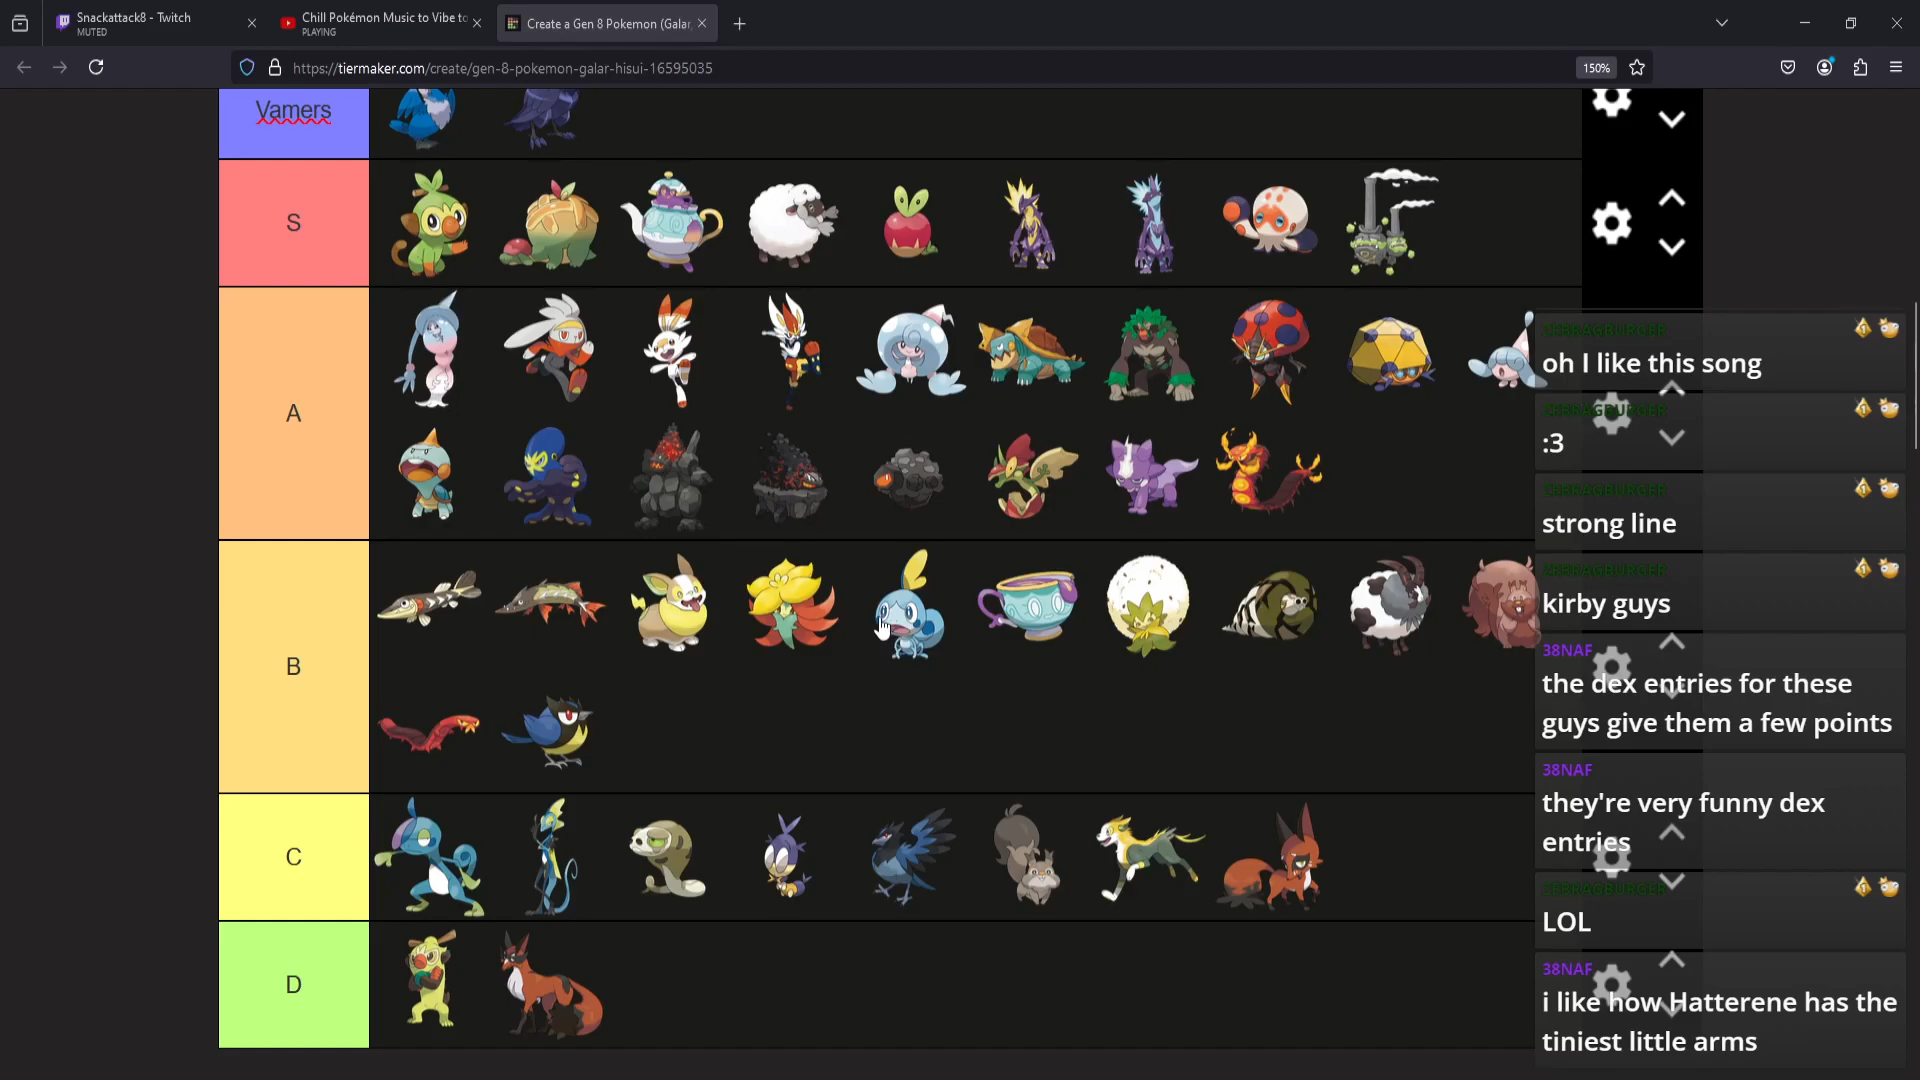 Snackattack8 - Twitch
MUTED
Chill Pokémon Music to Vibe to
PLAYING
Create a Gen 8 Pokemon (Galar,
https://tiermaker.com/create/gen-8-pokemon-galar-hisui-16595035
150%
Vamers
S
A
B
C
D
oh I like this song
:3
strong line
kirby guys
38NAF
the dex entries for these
guys give them a few points
38NAF
they're very funny dex
entries
LOL
38NAF
i like how Hatterene has the
tiniest little arms